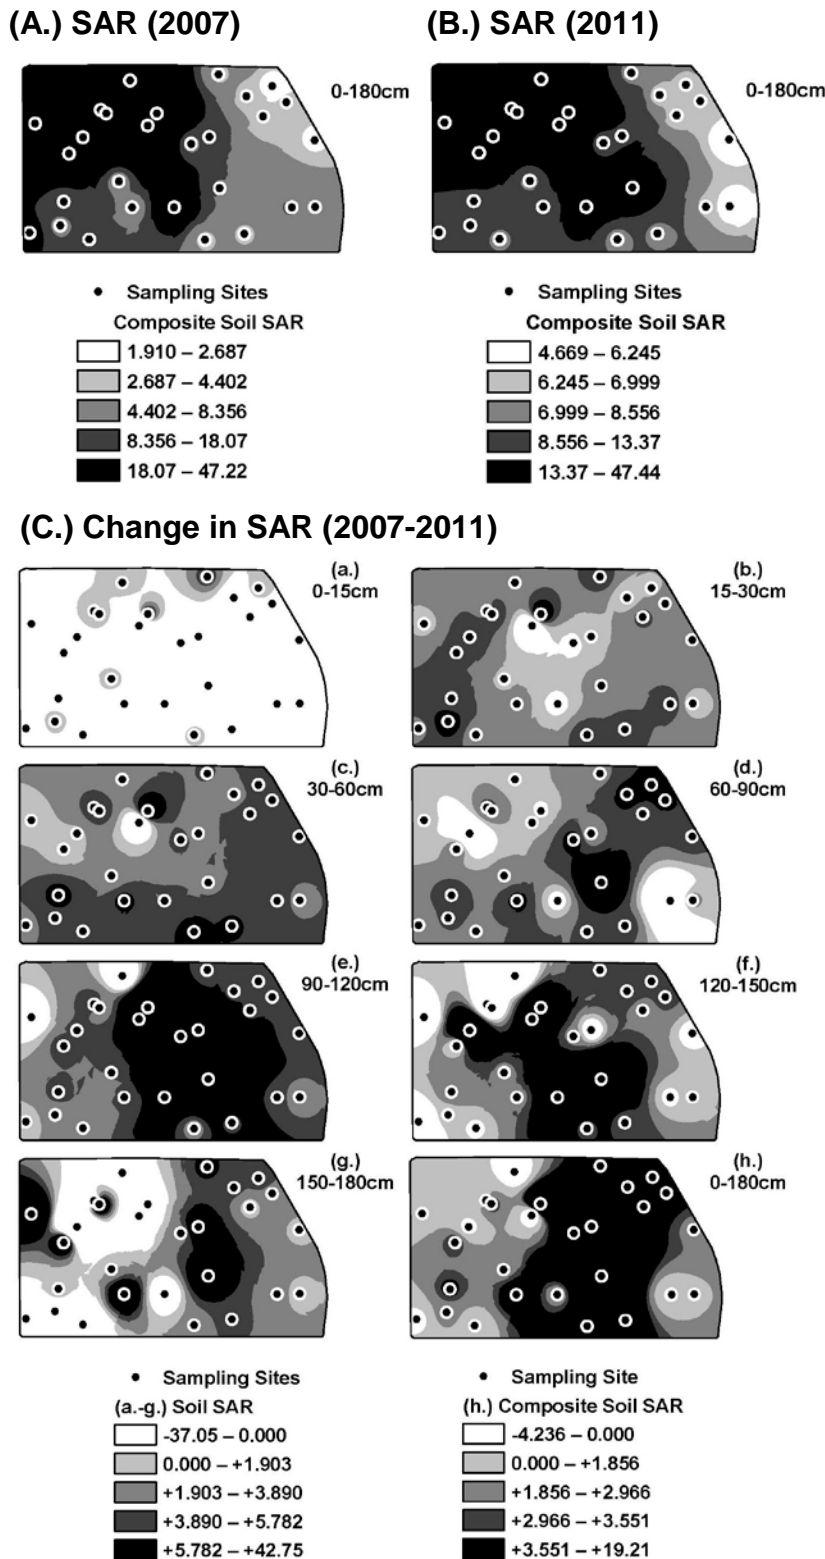 (A.) SAR (2007)
(B.) SAR (2011)
0-180cm
0-180cm
Sampling Sites
Composite Soil SAR
1.910 – 2.687
2.687 – 4.402
4.402 – 8.356
8.356 – 18.07
18.07 – 47.22
Sampling Sites
Composite Soil SAR
4.669 – 6.245
6.245 – 6.999
6.999 – 8.556
8.556 – 13.37
13.37 – 47.44
(C.) Change in SAR (2007-2011)
(a.)
0-15cm
(b.)
15-30cm
(c.)
30-60cm
(d.)
60-90cm
(e.)
90-120cm
(f.)
120-150cm
(g.)
150-180cm
(h.)
0-180cm
Sampling Sites
(a.-g.) Soil SAR
-37.05 – 0.000
0.000 – +1.903
+1.903 – +3.890
+3.890 – +5.782
+5.782 – +42.75
Sampling Site
(h.) Composite Soil SAR
-4.236 – 0.000
0.000 – +1.856
+1.856 – +2.966
+2.966 – +3.551
+3.551 – +19.21